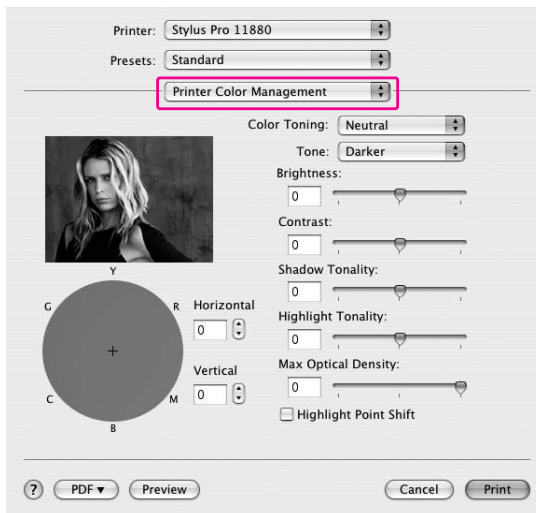 Printer: Stylus Pro 11880
Presets: Standard
Printer Color Management
Color Toning: Neutral
Tone: Darker
Brightness:
0
Contrast:
0
Shadow Tonality:
0
Highlight Tonality:
0
Max Optical Density:
0
Highlight Point Shift
Y
G R
C M
B
Horizontal
0
Vertical
0
? PDF ▼ Preview Cancel Print